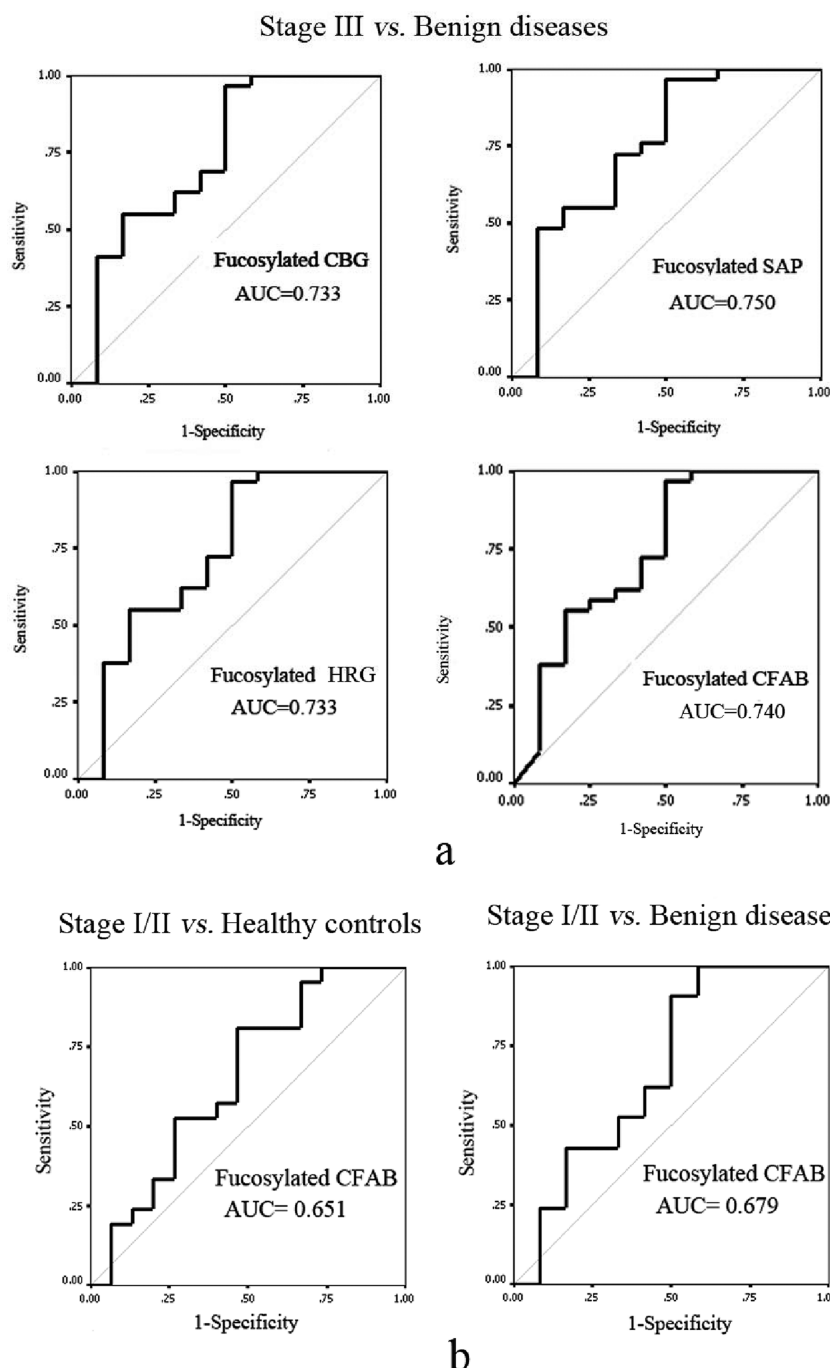 Stage III vs. Benign diseases
1.00
.75
.50
.25
0.00
Sensitivity
Fucosylated CBG
AUC=0.733
0.00
.25
.50
.75
1.00
1-Specificity
1.00
.75
.50
.25
0.00
Sensitivity
Fucosylated SAP
AUC=0.750
0.00
.25
.50
.75
1.00
1-Specificity
1.00
.75
.50
.25
0.00
Sensitivity
Fucosylated HRG
AUC=0.733
0.00
.25
.50
.75
1.00
1-Specificity
1.00
.75
.50
.25
0.00
Sensitivity
Fucosylated CFAB
AUC=0.740
0.00
.25
.50
.75
1.00
1-Specificity
a
Stage I/II vs. Healthy controls
1.00
.75
.50
.25
0.00
Sensitivity
Fucosylated CFAB
AUC= 0.651
0.00
.25
.50
.75
1.00
1-Specificity
Stage I/II vs. Benign disease
1.00
.75
.50
.25
0.00
Sensitivity
Fucosylated CFAB
AUC= 0.679
0.00
.25
.50
.75
1.00
1-Specificity
b